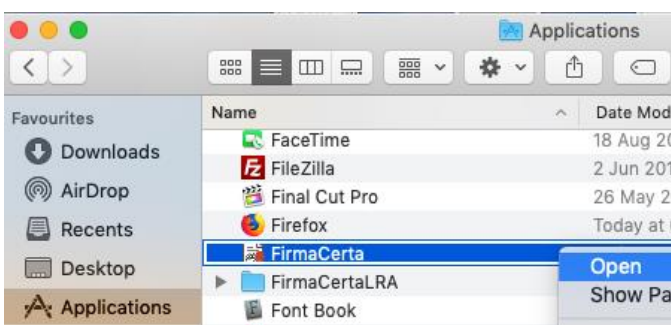 Applications
Favourites
Downloads
AirDrop
Recents
Desktop
Applications
Name
Date Mod
FaceTime
18 Aug 20
FileZilla
2 Jun 201
Final Cut Pro
26 May 2
Firefox
Today at
FirmaCerta
FirmaCertaLRA
Font Book
Open
Show Pa